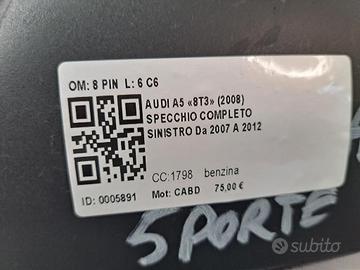 OM: 8 PIN L: 6 C6
AUDI A5 «8T3» (2008)
SPECCHIO COMPLETO
SINISTRO Da 2007 A 2012
CC:1798 benzina
ID: 0005891
Mot: CABD 75,00 €
5 PORTE
subito